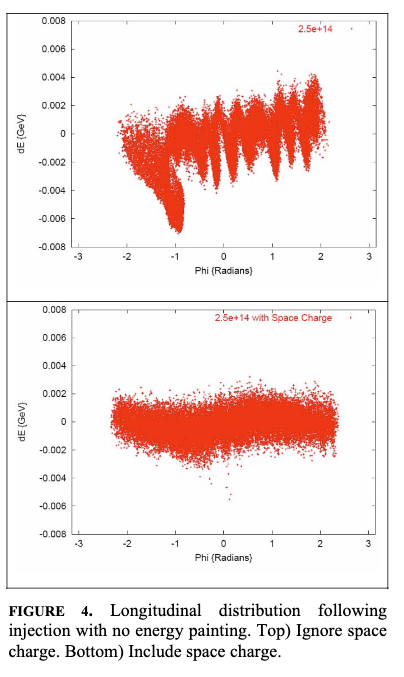 0.008
2.5e+14
0.006
0.004
0.002
0
-0.002
-0.004
-0.006
-0.008
dE {GeV}
-3 -2 -1 0 1 2 3
Phi {Radians}
0.008
2.5e+14 with Space Charge
0.006
0.004
0.002
0
-0.002
-0.004
-0.006
-0.008
dE {GeV}
-3 -2 -1 0 1 2 3
Phi {Radians}
FIGURE 4. Longitudinal distribution following
injection with no energy painting. Top) Ignore space
charge. Bottom) Include space charge.